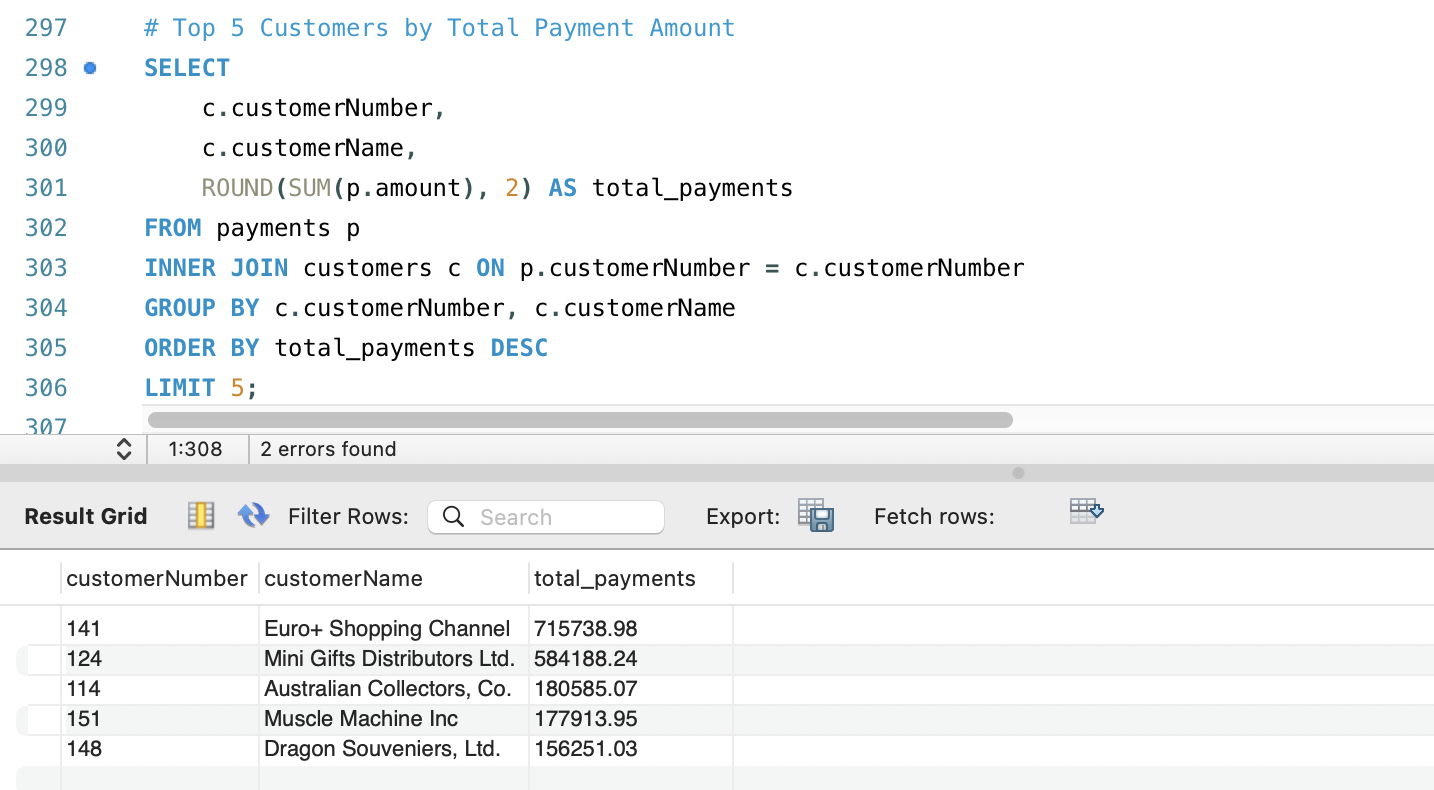 297 # Top 5 Customers by Total Payment Amount
298 SELECT
299 c.customerNumber,
300 c.customerName,
301 ROUND(SUM(p.amount), 2) AS total_payments
302 FROM payments p
303 INNER JOIN customers c ON p.customerNumber = c.customerNumber
304 GROUP BY c.customerNumber, c.customerName
305 ORDER BY total_payments DESC
306 LIMIT 5;
307
1:308 2 errors found
Result Grid Filter Rows: Search Export: Fetch rows:
customerNumber customerName total_payments
141 Euro+ Shopping Channel 715738.98
124 Mini Gifts Distributors Ltd. 584188.24
114 Australian Collectors, Co. 180585.07
151 Muscle Machine Inc 177913.95
148 Dragon Souveniers, Ltd. 156251.03